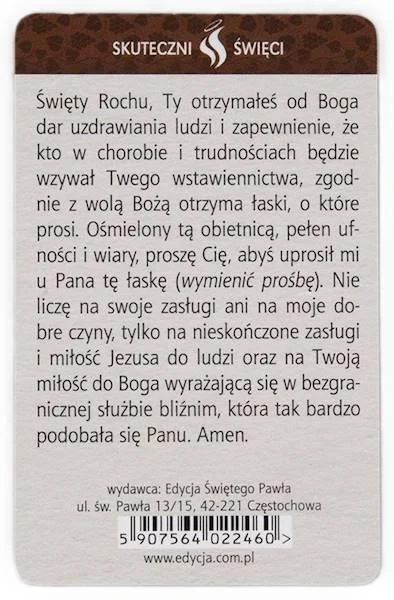 SKUTECZNI ŚWIĘCI
Święty Rochu, Ty otrzymałeś od Boga
dar uzdrawiania ludzi i zapewnienie, że
kto w chorobie i trudnościach będzie
wzywał Twego wstawiennictwa, zgod-
nie z wolą Bożą otrzyma łaski, o które
prosi. Ośmielony tą obietnicą, pełen uf-
ności i wiary, proszę Cię, abyś uprosił mi
u Pana tę łaskę (wymienić prośbę). Nie
liczę na swoje zasługi ani na moje do-
bre czyny, tylko na nieskończone zasługi
i miłość Jezusa do ludzi oraz na Twoją
miłość do Boga wyrażającą się w bezgra-
nicznej służbie bliźnim, która tak bardzo
podobała się Panu. Amen.
wydawca: Edycja Świętego Pawła
ul. św. Pawła 13/15, 42-221 Częstochowa
5 907564 022460 >
www.edycja.com.pl